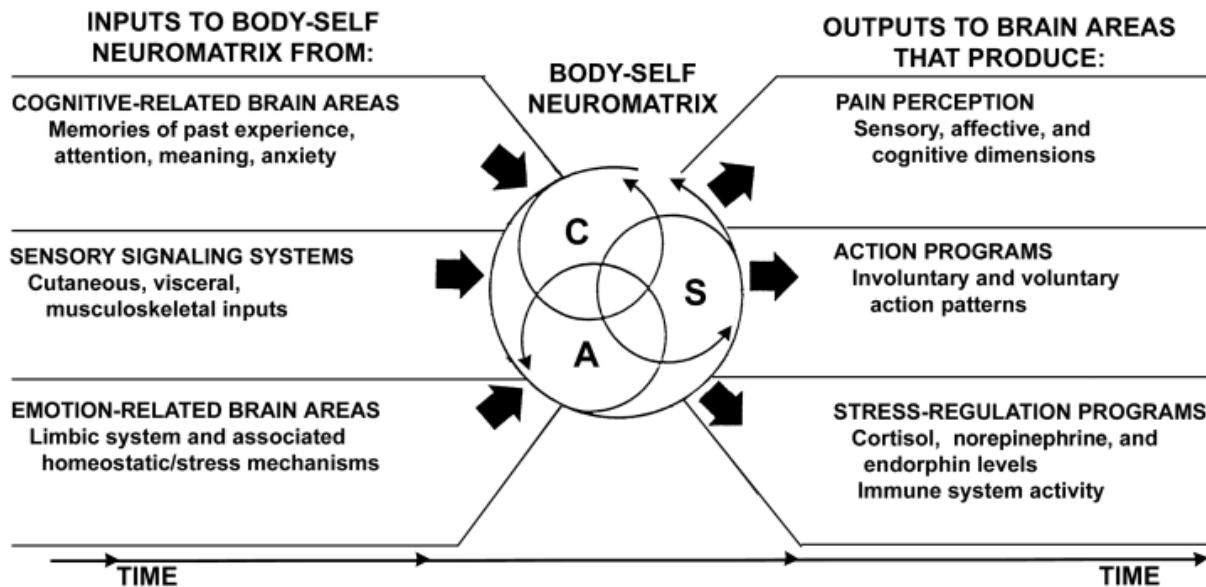 INPUTS TO BODY-SELF
NEUROMATRIX FROM:
COGNITIVE-RELATED BRAIN AREAS
Memories of past experience,
attention, meaning, anxiety
SENSORY SIGNALING SYSTEMS
Cutaneous, visceral,
musculoskeletal inputs
EMOTION-RELATED BRAIN AREAS
Limbic system and associated
homeostatic/stress mechanisms
BODY-SELF
NEUROMATRIX
C
S
A
OUTPUTS TO BRAIN AREAS
THAT PRODUCE:
PAIN PERCEPTION
Sensory, affective, and
cognitive dimensions
ACTION PROGRAMS
Involuntary and voluntary
action patterns
STRESS-REGULATION PROGRAMS
Cortisol, norepinephrine, and
endorphin levels
Immune system activity
TIME
TIME